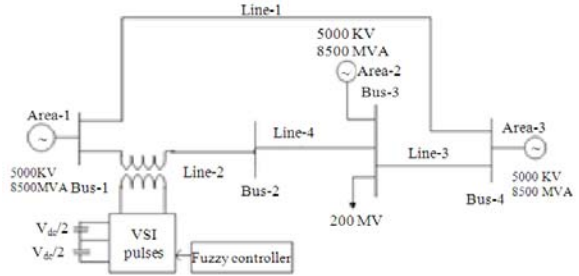 Line-1
5000 KV
8500 MVA
Area-2
Bus-3
Area-1
Line-4
Area-3
5000KV
8500MVA
Bus-1
Line-2
Bus-2
Line-3
Bus-4
5000 KV
8500 MVA
200 MV
Vdc/2
Vdc/2
VSI
pulses
Fuzzy controller